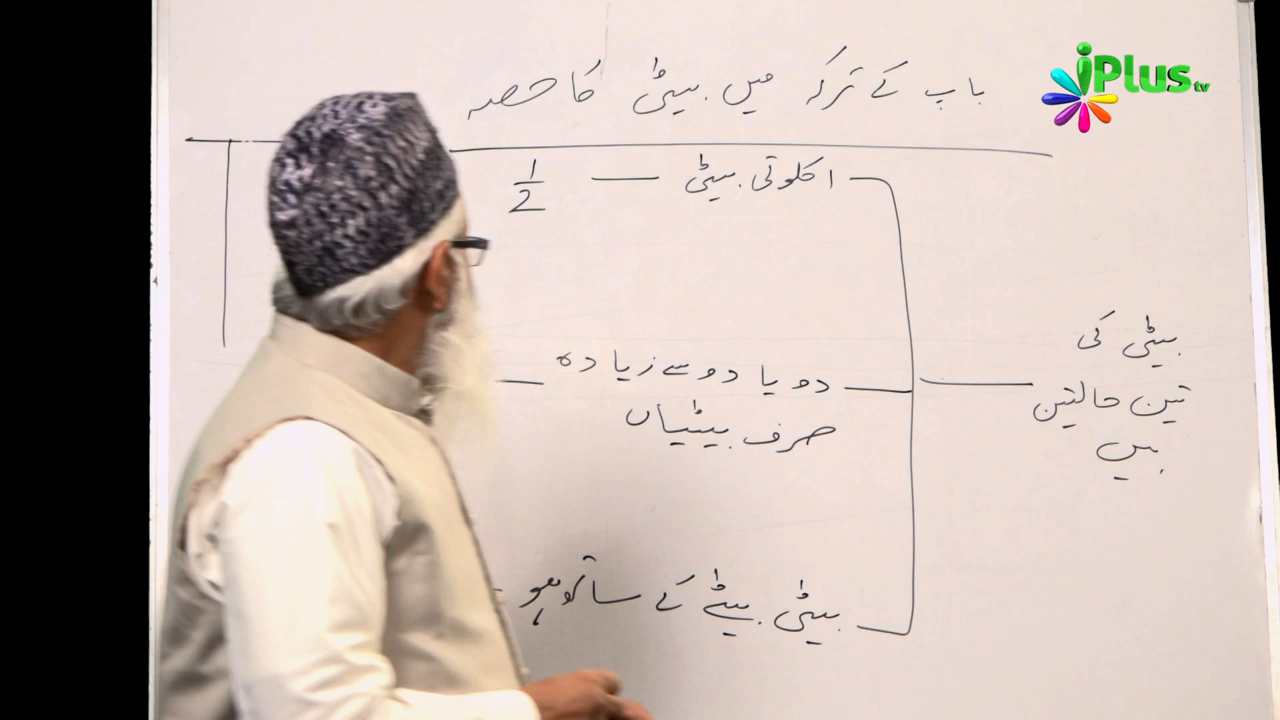 باپ کے ترکہ میں بیٹی کا حصہ
iPlus tv
اکلوتی بیٹی — 1/2
بیٹی کی
تین حالتیں
ہیں
دو یا دو سے زیادہ
صرف بیٹیاں
بیٹی بیٹے کے ساتھ ہو